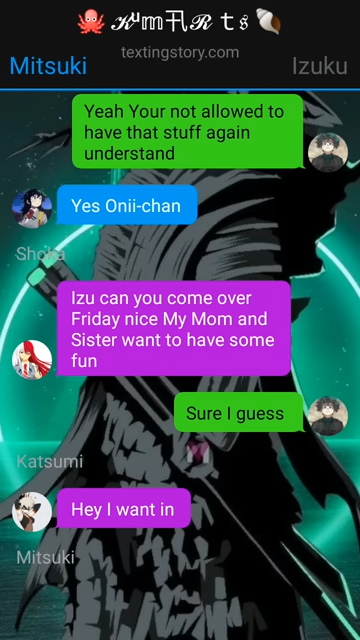 🐙 𝒦ᶙ𝕞卂ℛ 𝕥𝔰 🐚
textingstory.com
Mitsuki
Izuku
Yeah Your not allowed to
have that stuff again
understand
Yes Onii-chan
Shoka
Izu can you come over
Friday nice My Mom and
Sister want to have some
fun
Sure I guess
Katsumi
Hey I want in
Mitsuki